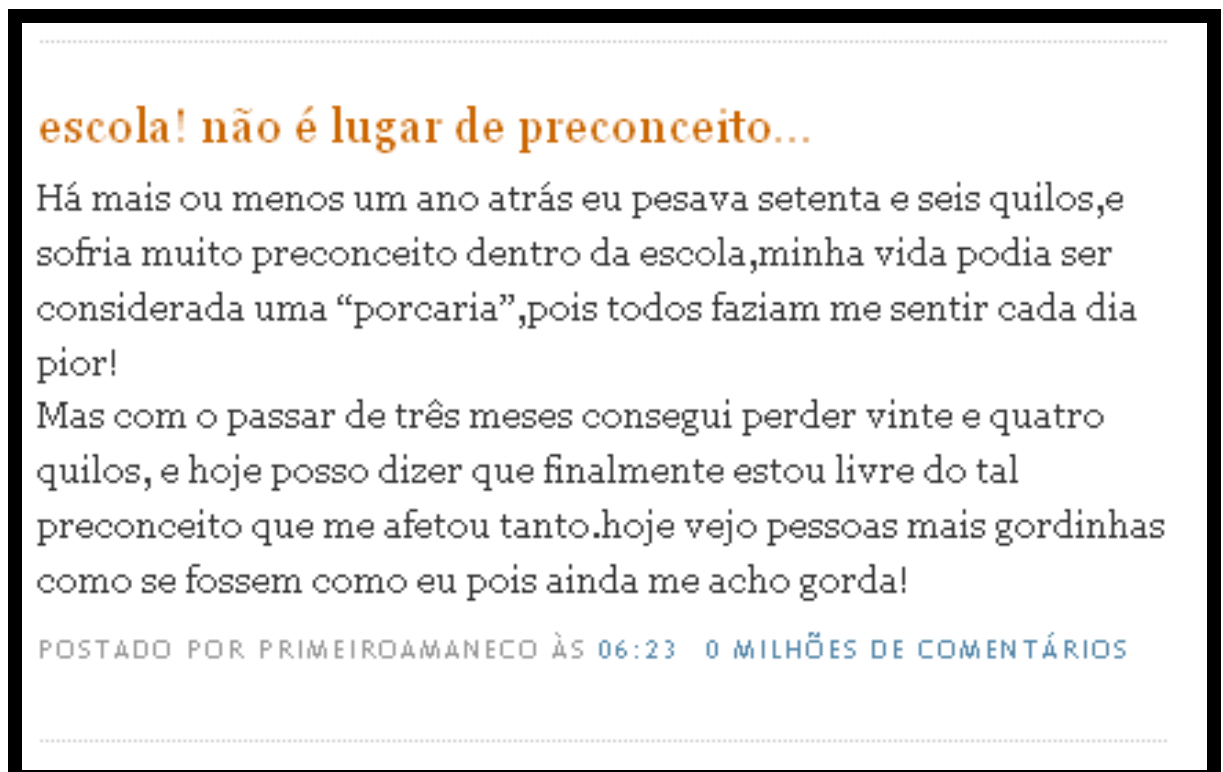 escola! não é lugar de preconceito...
Há mais ou menos um ano atrás eu pesava setenta e seis quilos,e
sofria muito preconceito dentro da escola,minha vida podia ser
considerada uma “porcaria”,pois todos faziam me sentir cada dia
pior!
Mas com o passar de três meses consegui perder vinte e quatro
quilos, e hoje posso dizer que finalmente estou livre do tal
preconceito que me afetou tanto.hoje vejo pessoas mais gordinhas
como se fossem como eu pois ainda me acho gorda!
POSTADO POR PRIMEIROAMANECO ÀS 06:23 0 MILHÕES DE COMENTÁRIOS